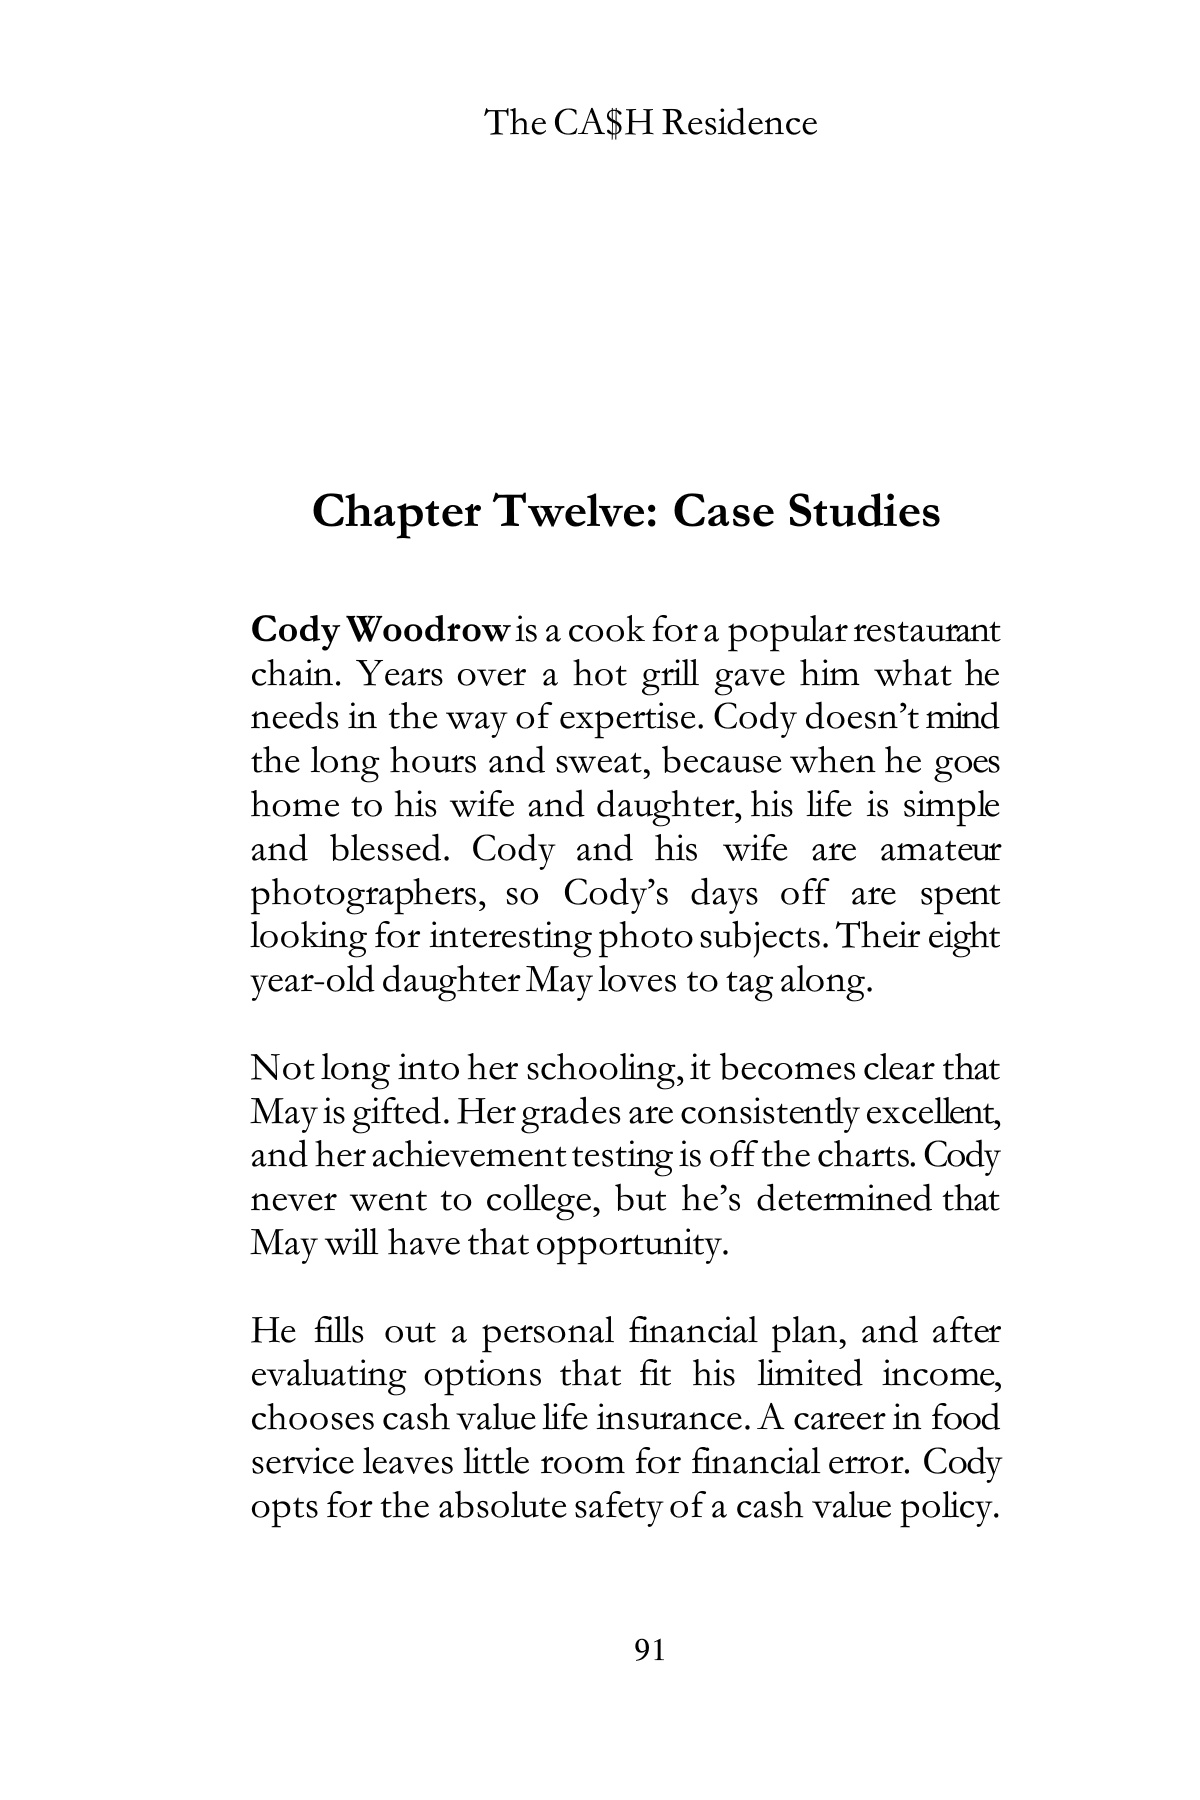 The CA$H Residence
Chapter Twelve: Case Studies
Cody Woodrow is a cook for a popular restaurant
chain. Years over a hot grill gave him what he
needs in the way of expertise. Cody doesn’t mind
the long hours and sweat, because when he goes
home to his wife and daughter, his life is simple
and blessed. Cody and his wife are amateur
photographers, so Cody’s days off are spent
looking for interesting photo subjects. Their eight
year-old daughter May loves to tag along.
Not long into her schooling, it becomes clear that
May is gifted. Her grades are consistently excellent,
and her achievement testing is off the charts. Cody
never went to college, but he’s determined that
May will have that opportunity.
He fills out a personal financial plan, and after
evaluating options that fit his limited income,
chooses cash value life insurance. A career in food
service leaves little room for financial error. Cody
opts for the absolute safety of a cash value policy.
91